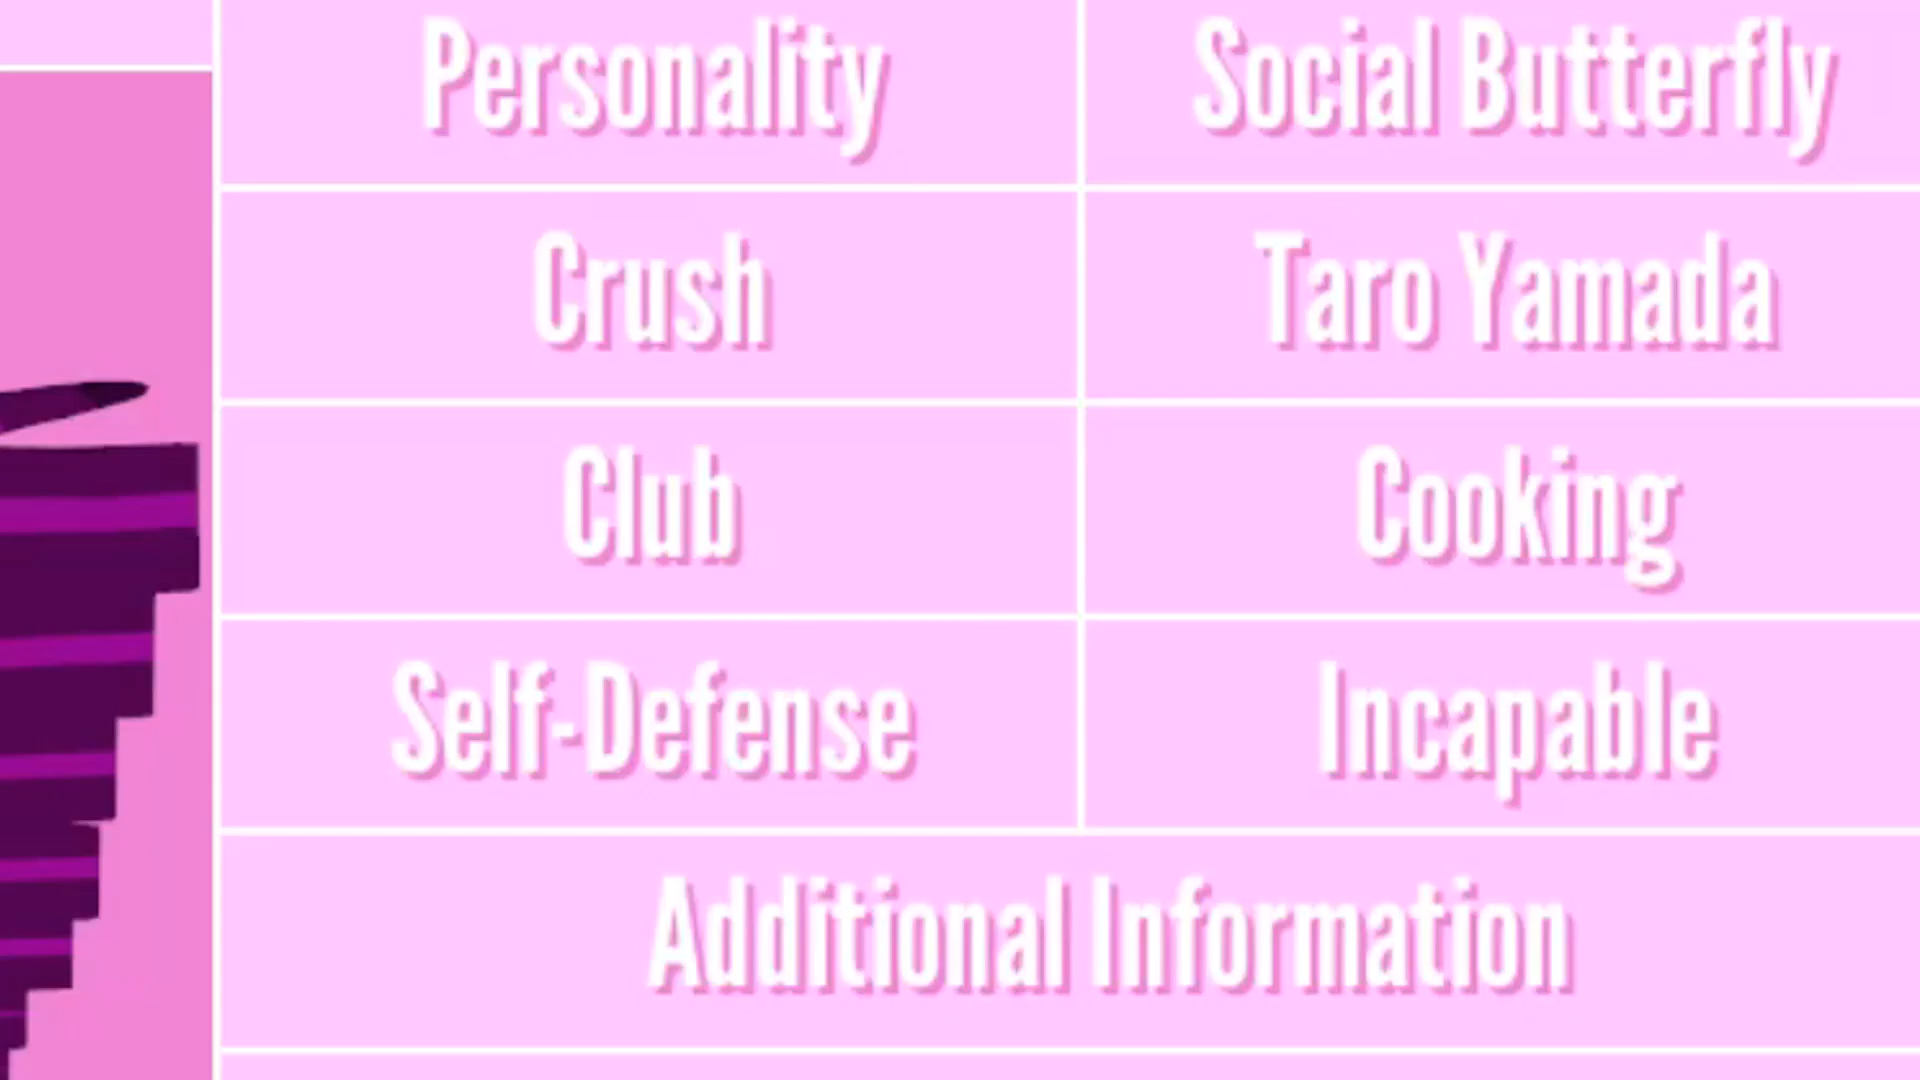 Personality Social Butterfly
Crush Taro Yamada
Club Cooking
Self-Defense Incapable
Additional Information